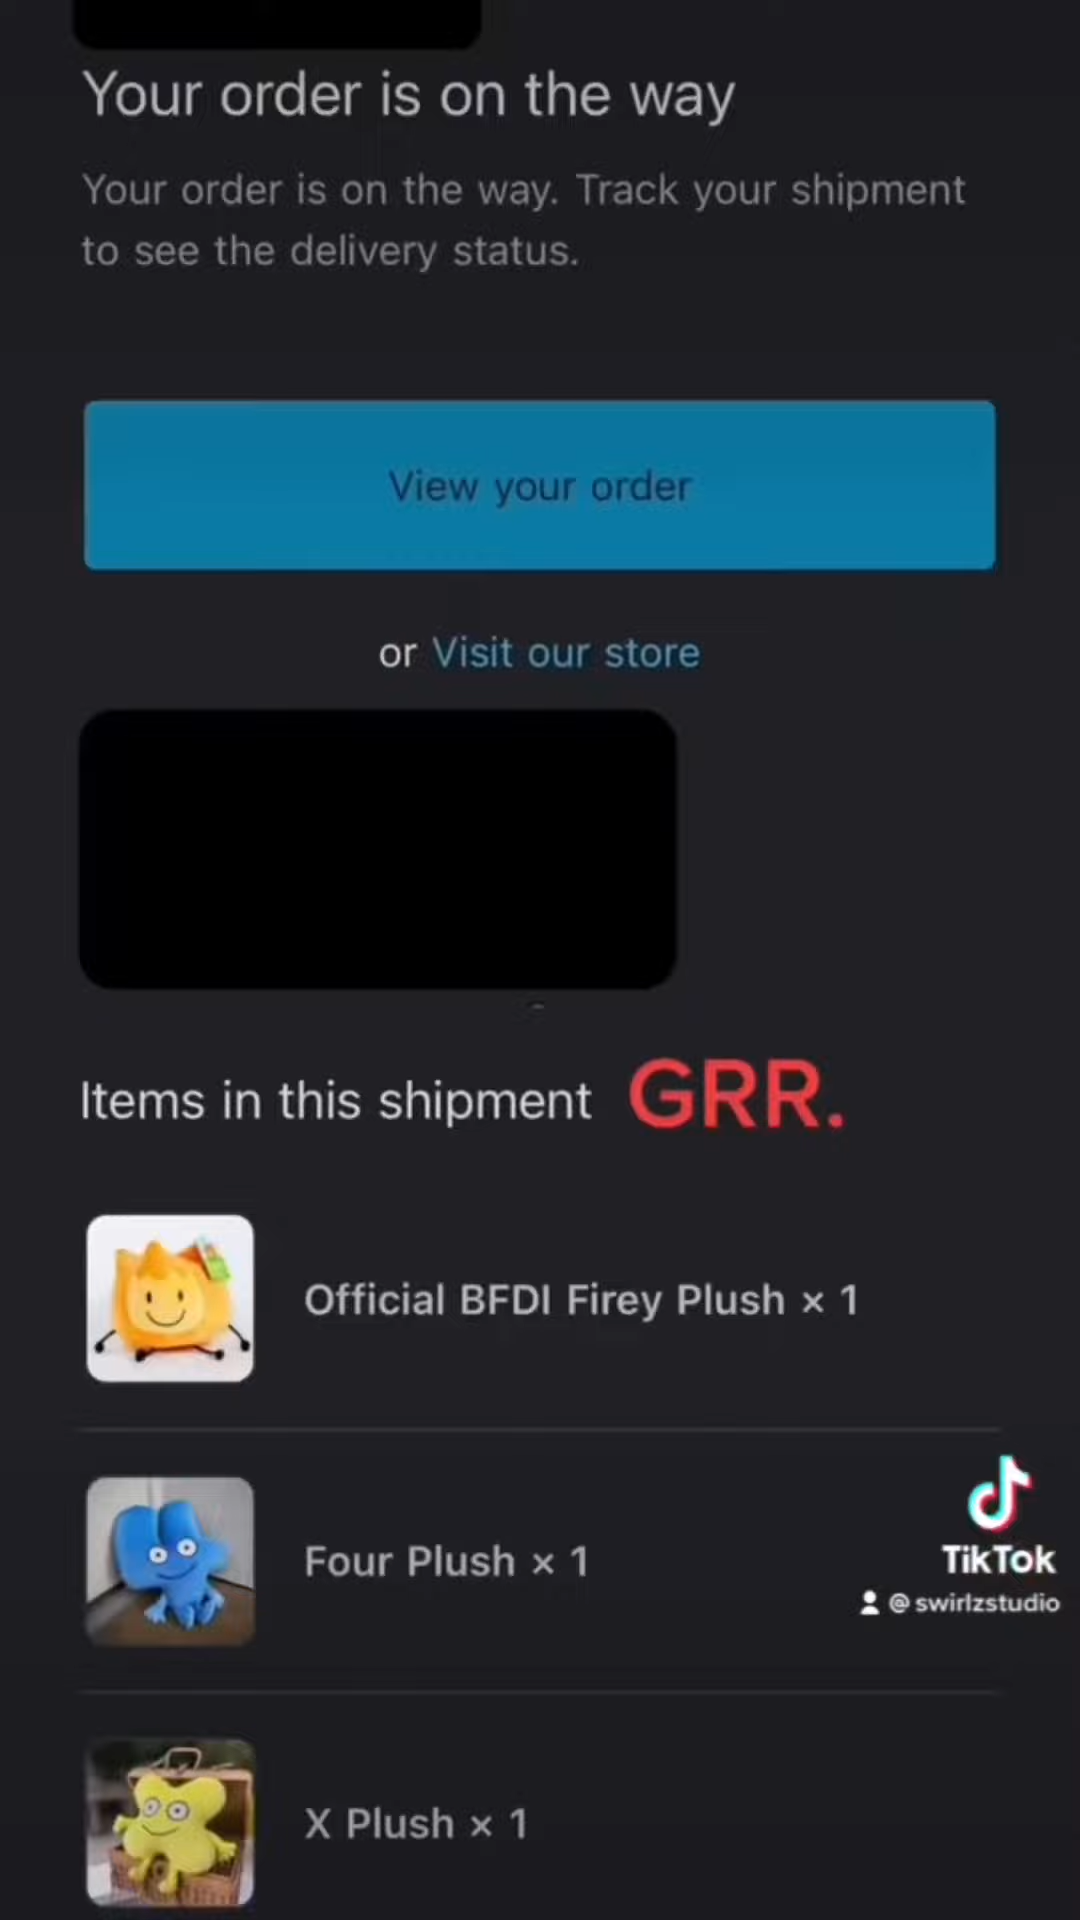 Your order is on the way
Your order is on the way. Track your shipment
to see the delivery status.
View your order
or Visit our store
Items in this shipment GRR.
Official BFDI Firey Plush × 1
Four Plush × 1
TikTok
@swirlzstudio
X Plush × 1